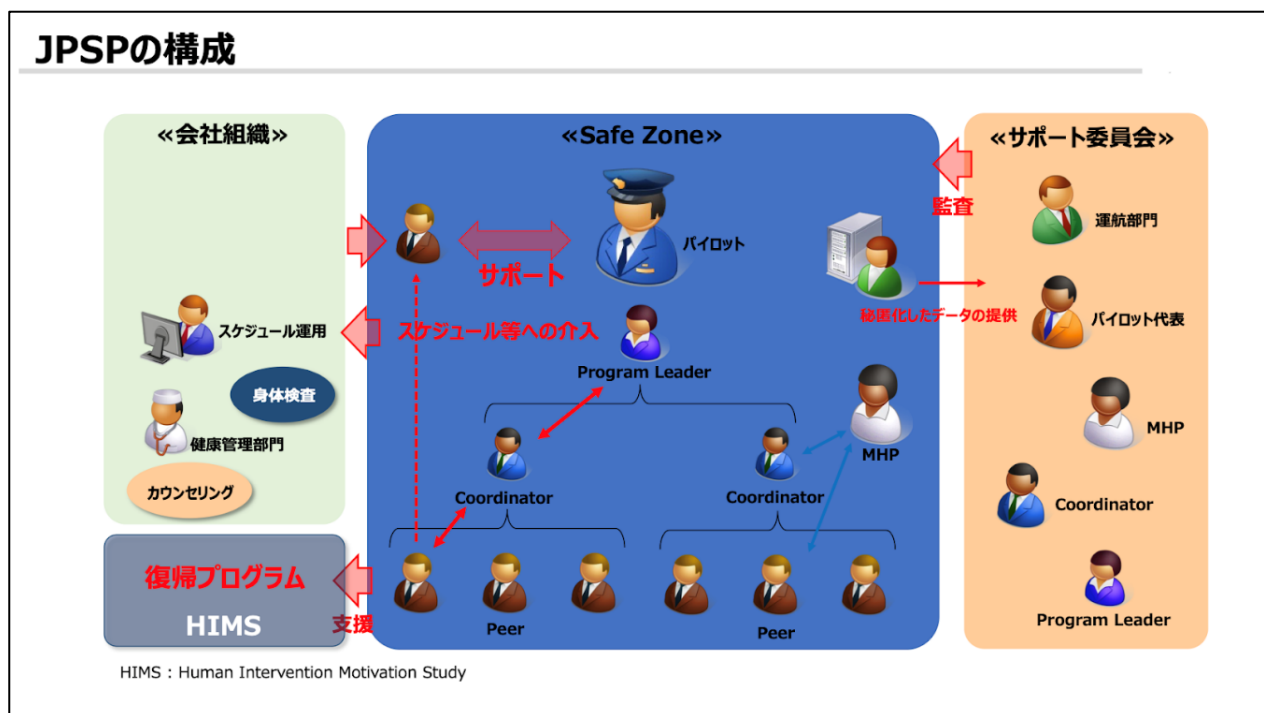 JPSPの構成
≪会社組織≫
スケジュール運用
身体検査
健康管理部門
カウンセリング
復帰プログラム
HIMS
支援
≪Safe Zone≫
サポート
パイロット
スケジュール等への介入
Program Leader
MHP
Coordinator
Coordinator
Peer
Peer
監査
秘匿化したデータの提供
≪サポート委員会≫
運航部門
パイロット代表
MHP
Coordinator
Program Leader
HIMS : Human Intervention Motivation Study